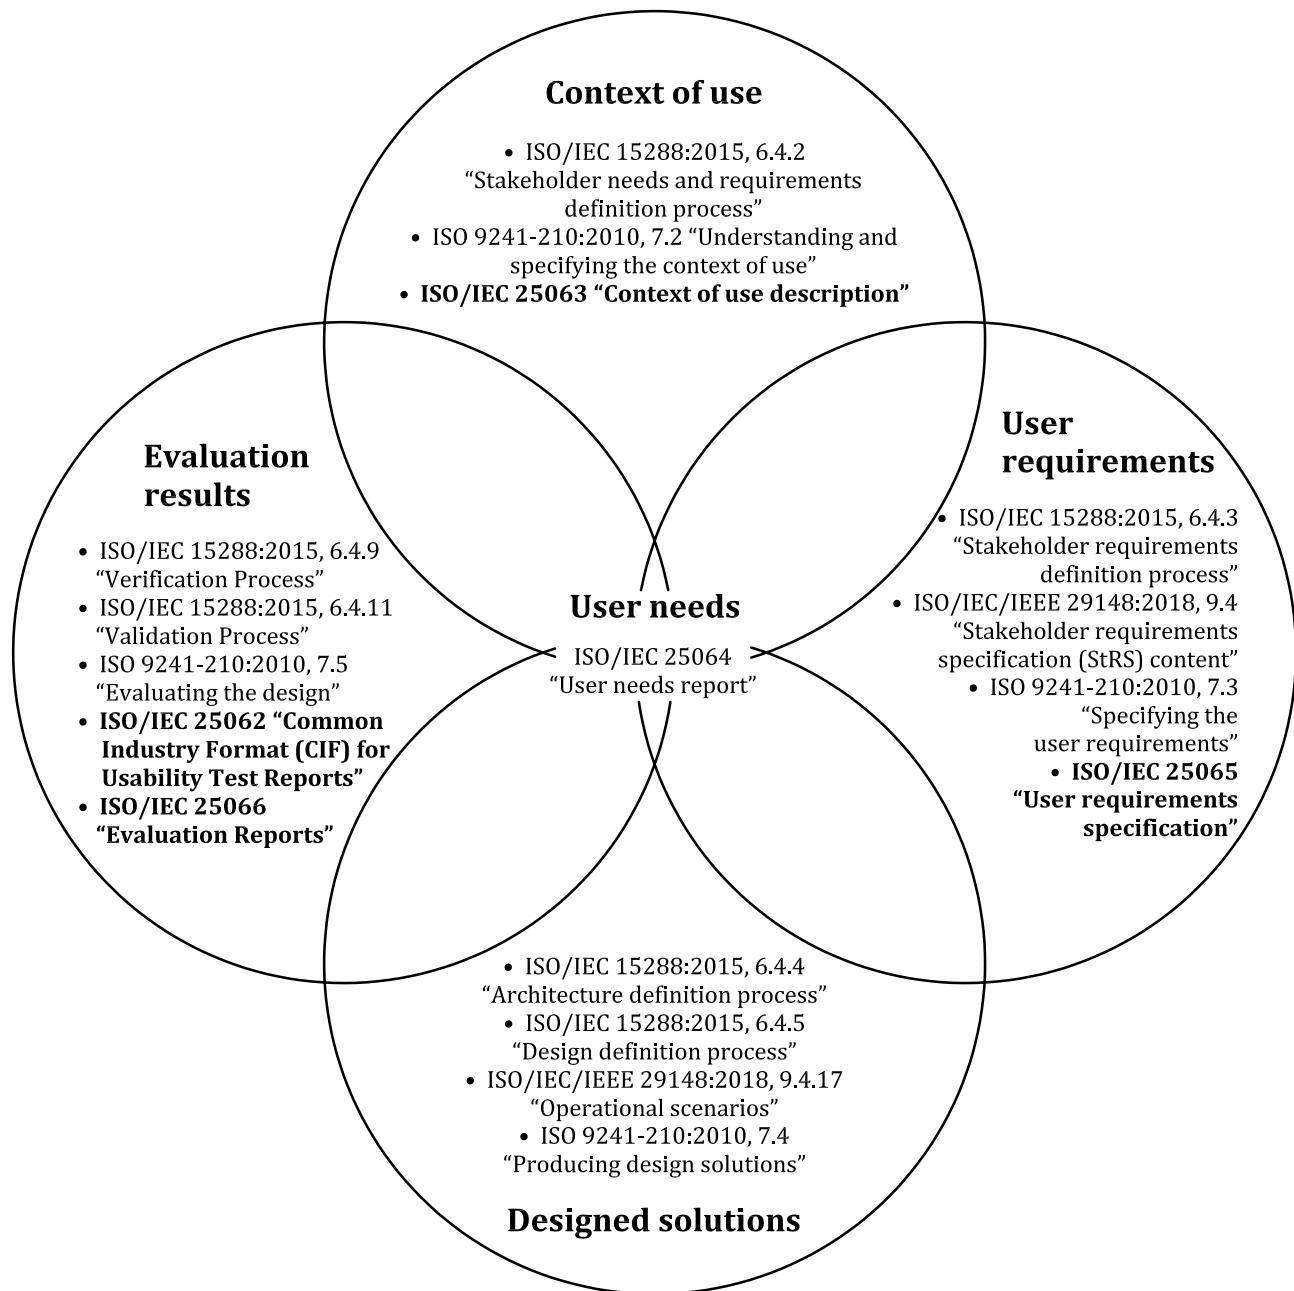 Context of use
• ISO/IEC 15288:2015, 6.4.2
“Stakeholder needs and requirements
definition process”
• ISO 9241-210:2010, 7.2 “Understanding and
specifying the context of use”
• ISO/IEC 25063 “Context of use description”
Evaluation
results
• ISO/IEC 15288:2015, 6.4.9
“Verification Process”
• ISO/IEC 15288:2015, 6.4.11
“Validation Process”
• ISO 9241-210:2010, 7.5
“Evaluating the design”
• ISO/IEC 25062 “Common
Industry Format (CIF) for
Usability Test Reports”
• ISO/IEC 25066
“Evaluation Reports”
User needs
ISO/IEC 25064
“User needs report”
User
requirements
• ISO/IEC 15288:2015, 6.4.3
“Stakeholder requirements
definition process”
• ISO/IEC/IEEE 29148:2018, 9.4
“Stakeholder requirements
specification (StRS) content”
• ISO 9241-210:2010, 7.3
“Specifying the
user requirements”
• ISO/IEC 25065
“User requirements
specification”
• ISO/IEC 15288:2015, 6.4.4
“Architecture definition process”
• ISO/IEC 15288:2015, 6.4.5
“Design definition process”
• ISO/IEC/IEEE 29148:2018, 9.4.17
“Operational scenarios”
• ISO 9241-210:2010, 7.4
“Producing design solutions”
Designed solutions